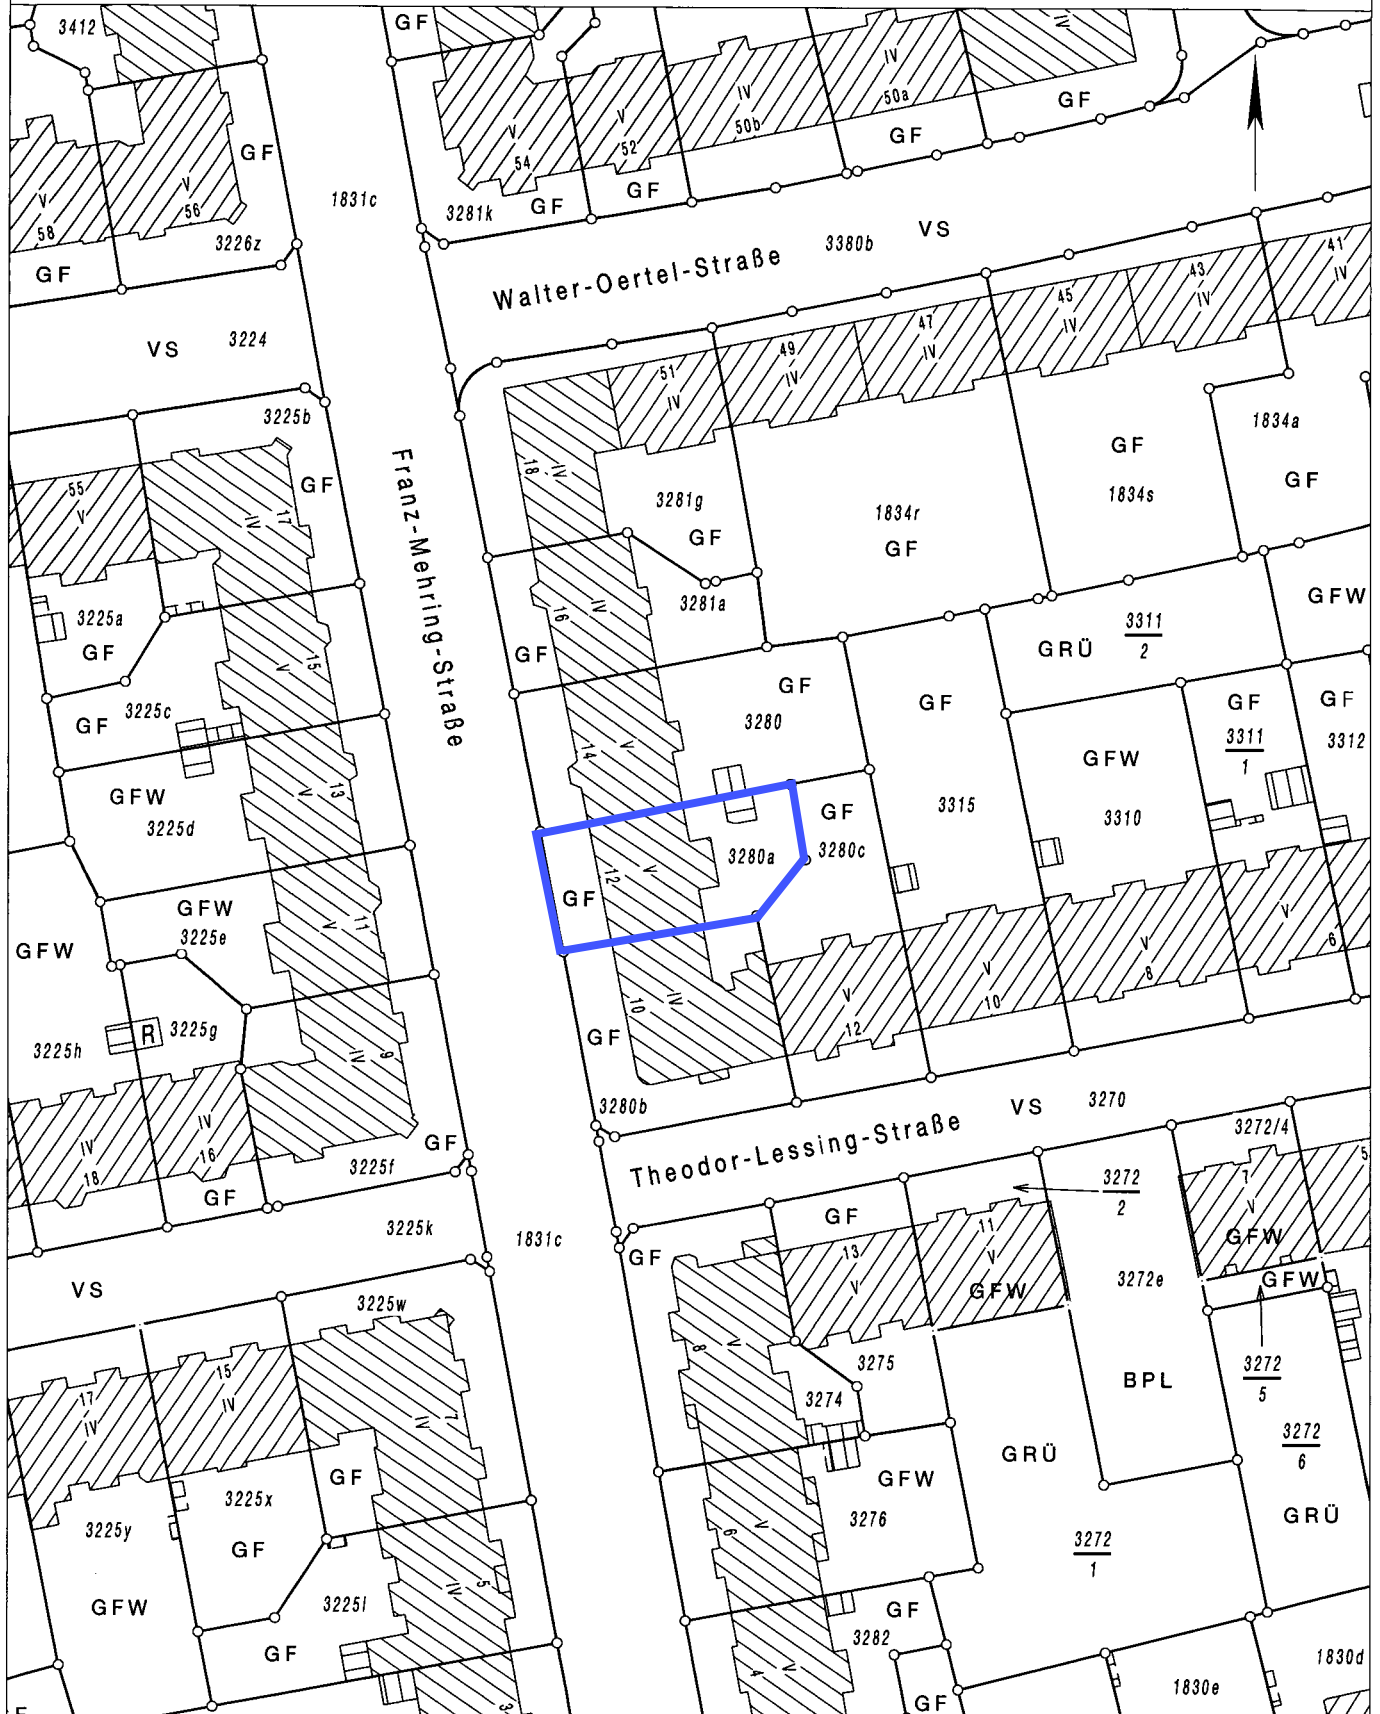 3412
GF
GF
1831c
3281k
GF
V
54
V
52
GF
IV
50b
IV
50a
GF
IV
GF
V
58
V
56
3226z
GF
VS
3380b
Walter-Oertel-Straße
VS
3224
3225b
GF
55
V
IV
17
Franz-Mehring-Straße
51
IV
49
IV
47
IV
45
IV
43
IV
41
IV
18
IV
3281g
GF
1834r
GF
GF
1834s
1834a
GF
3225a
GF
16
IV
3281a
GF
GRÜ
3311
2
GFW
V
15
3225c
GF
GF
3280
GF
GF
3311
1
GF
3312
14
V
GFW
3225d
V
13
3315
GFW
3310
GF
3280c
3280a
12
V
GF
GFW
3225e
V
11
GFW
3225h
R
3225g
IV
9
10
IV
GF
V
12
V
10
V
8
V
6
IV
18
IV
16
GF
3225f
GF
3280b
Theodor-Lessing-Straße
VS
3270
3272/4
3225k
1831c
VS
3225w
GF
GF
13
V
11
V
GFW
3272
2
3272e
7
V
GFW
GFW
5
17
IV
15
IV
IV
7
8
V
3275
3274
BPL
3272
5
GF
3225x
GF
3225y
GFW
GFW
3276
6
V
GRÜ
3272
1
3272
6
GRÜ
IV
5
3225l
GF
GF
3282
4
V
GF
3
1830e
1830d
F